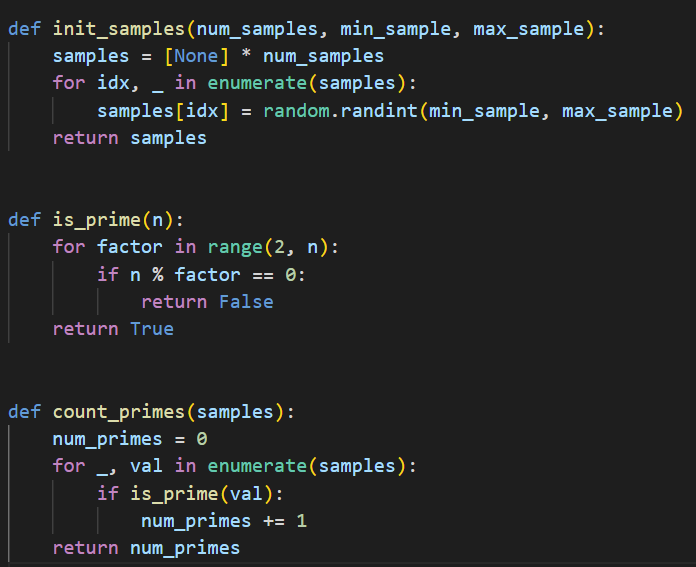 def init_samples(num_samples, min_sample, max_sample):
    samples = [None] * num_samples
    for idx, _ in enumerate(samples):
        samples[idx] = random.randint(min_sample, max_sample)
    return samples


def is_prime(n):
    for factor in range(2, n):
        if n % factor == 0:
            return False
    return True


def count_primes(samples):
    num_primes = 0
    for _, val in enumerate(samples):
        if is_prime(val):
            num_primes += 1
    return num_primes